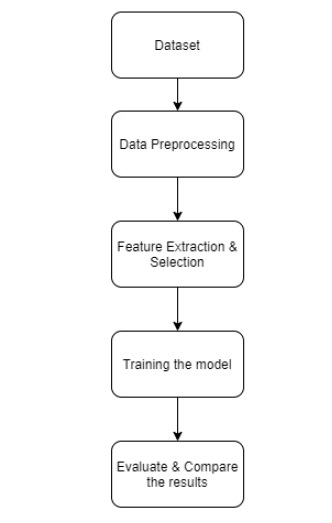 Dataset
Data Preprocessing
Feature Extraction &
Selection
Training the model
Evaluate & Compare
the results